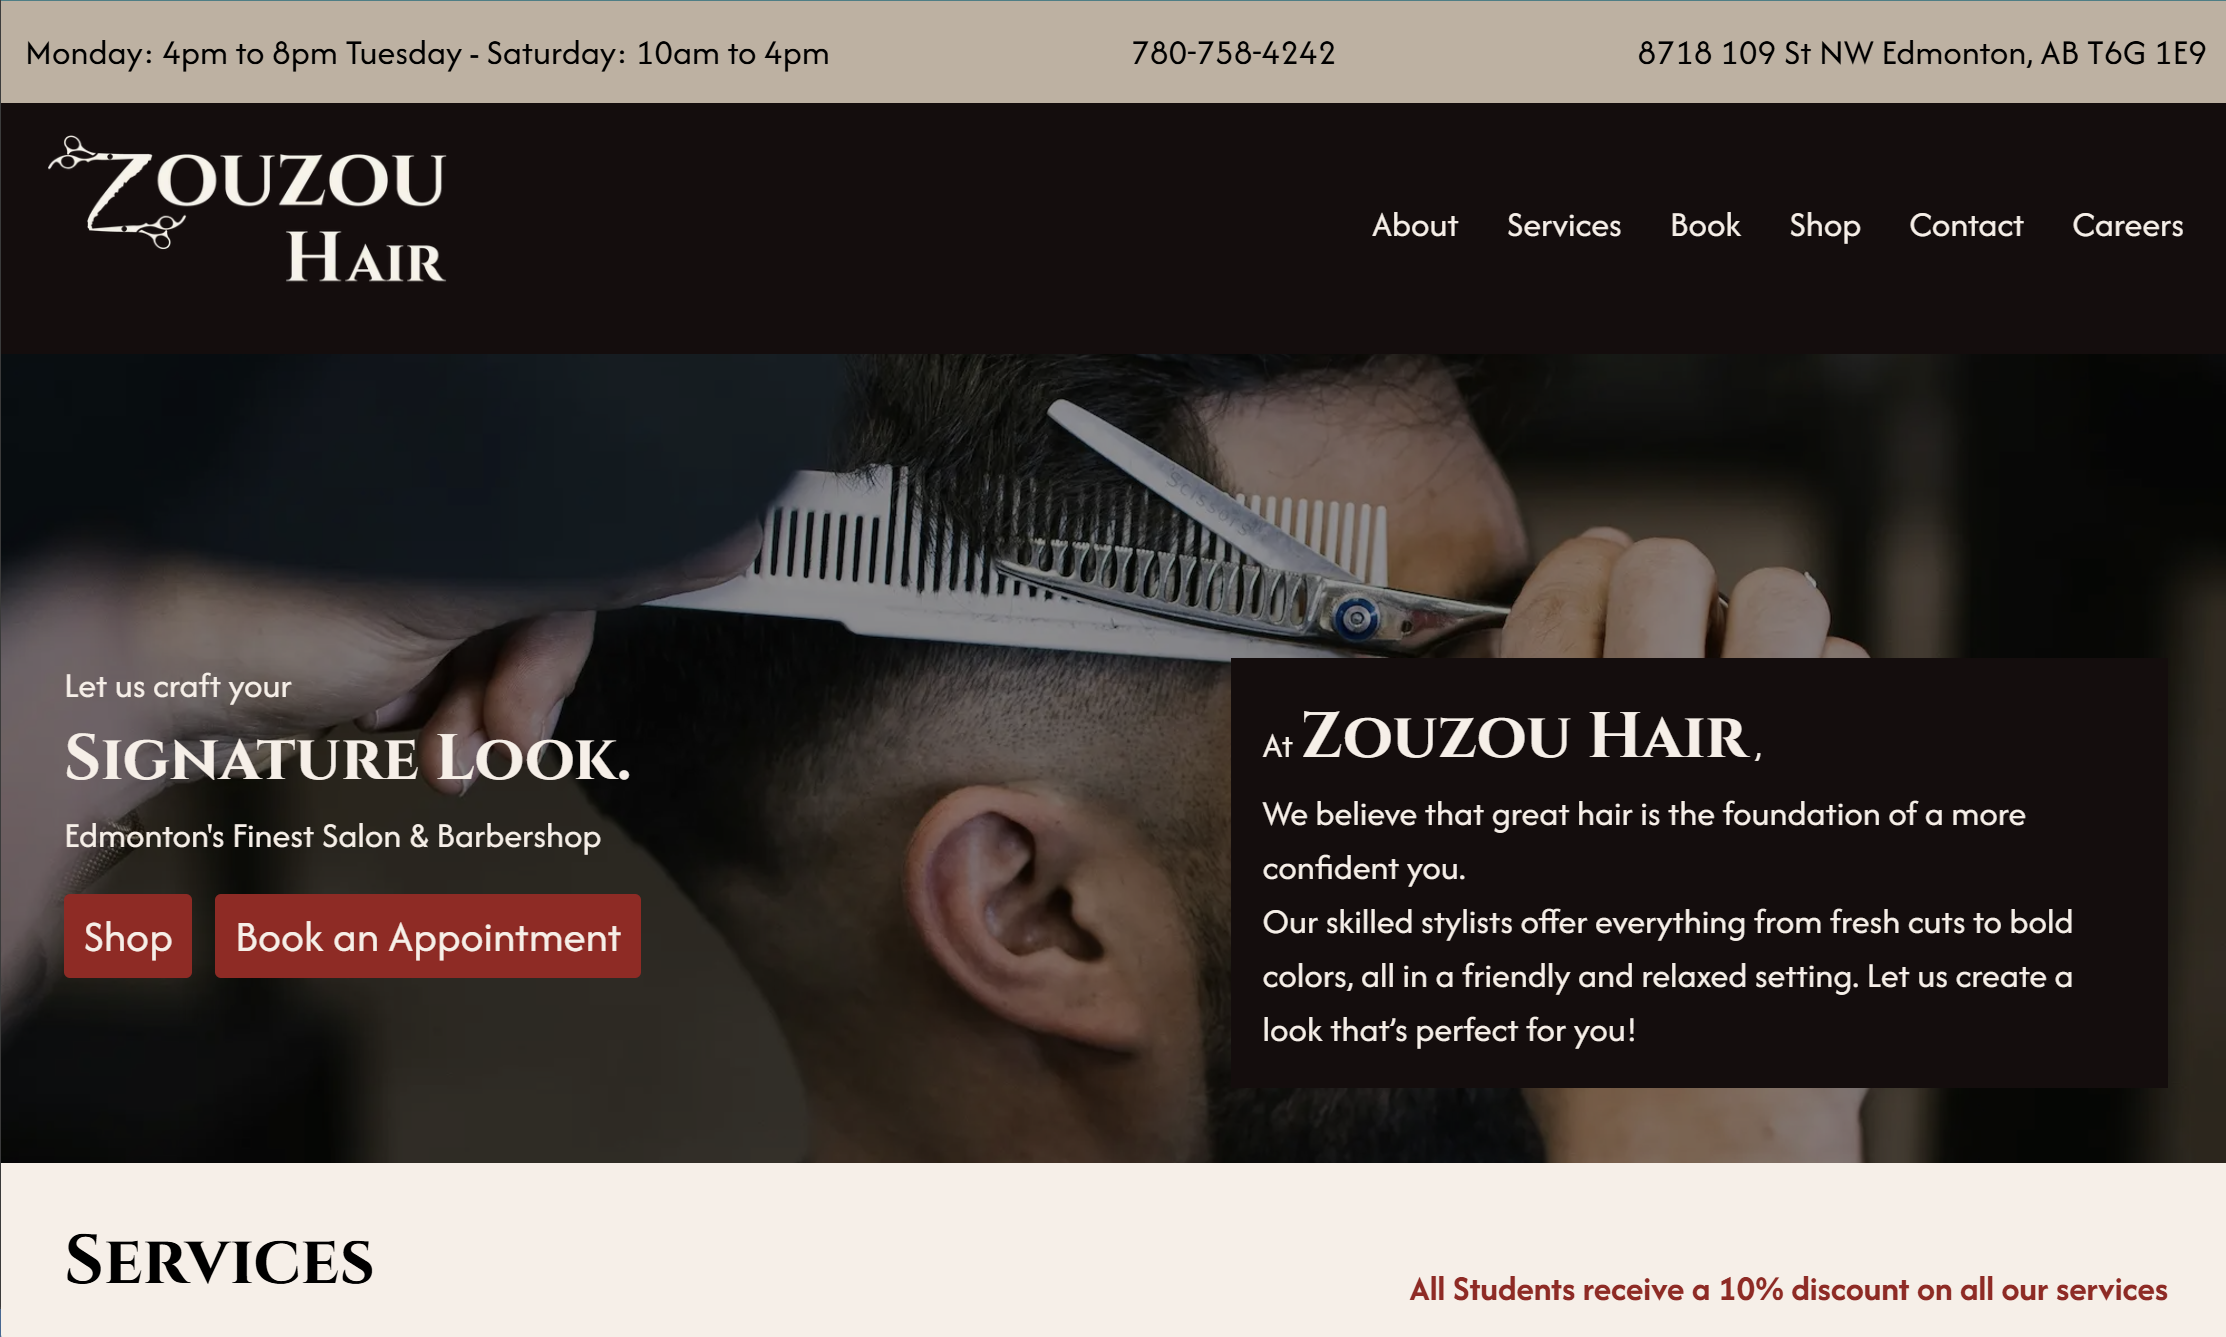 Monday: 4pm to 8pm Tuesday - Saturday: 10am to 4pm
780-758-4242
8718 109 St NW Edmonton, AB T6G 1E9
ZOUZOU
HAIR
About
Services
Book
Shop
Contact
Careers
Scissors
Let us craft your
SIGNATURE LOOK.
Edmonton's Finest Salon & Barbershop
Shop
Book an Appointment
At ZOUZOU HAIR,
We believe that great hair is the foundation of a more
confident you.
Our skilled stylists offer everything from fresh cuts to bold
colors, all in a friendly and relaxed setting. Let us create a
look that’s perfect for you!
SERVICES
All Students receive a 10% discount on all our services